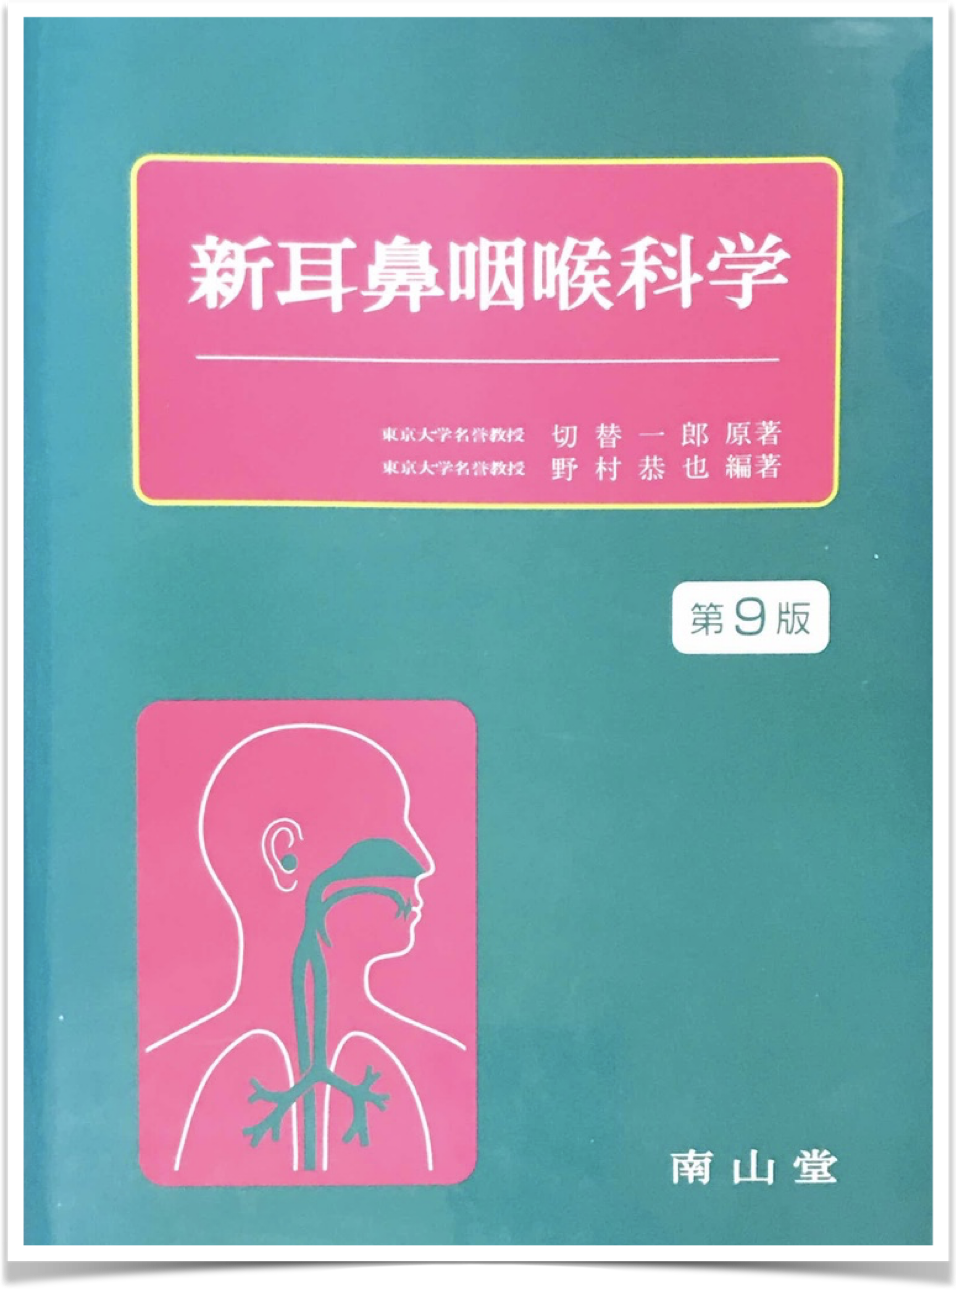 新耳鼻咽喉科学
東京大学名誉教授 切替一郎 原著
東京大学名誉教授 野村恭也 編著
第9版
南山堂